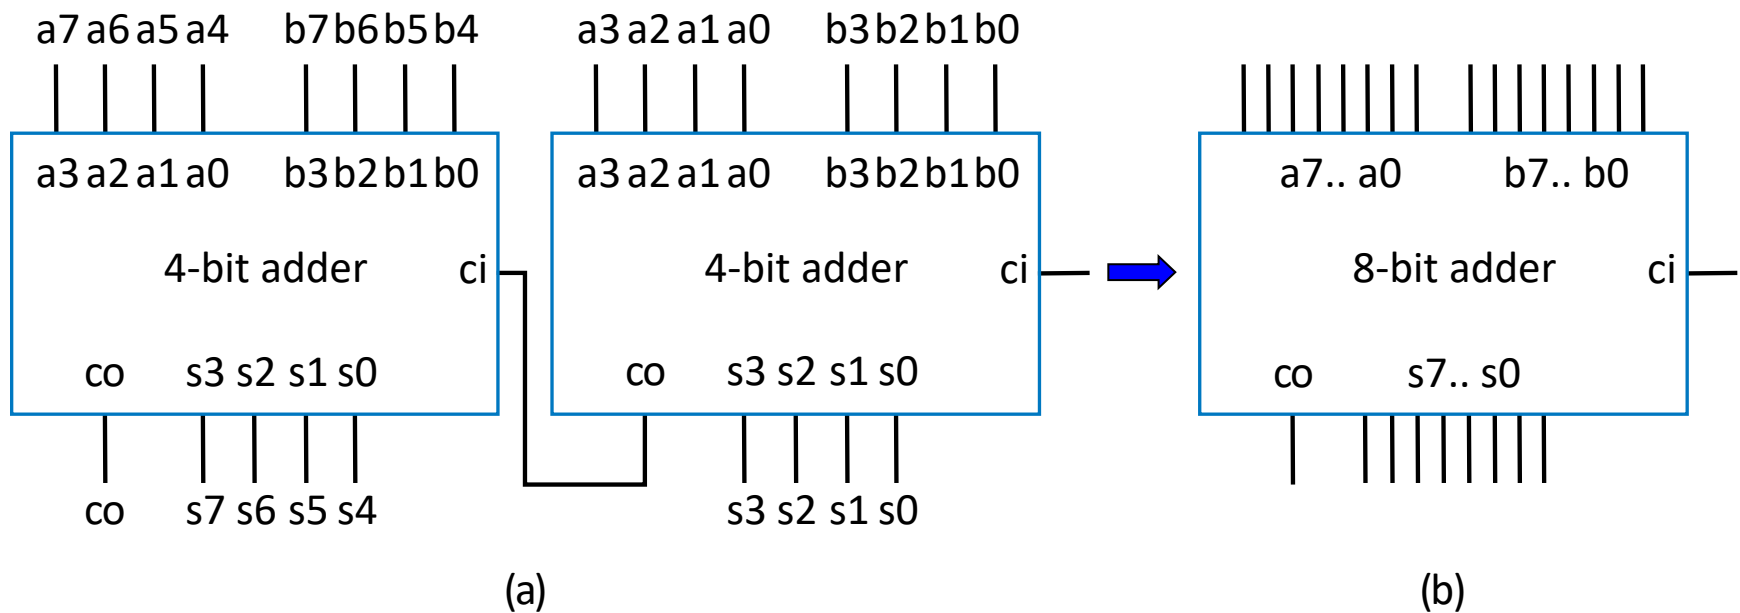 a7 a6 a5 a4 b7 b6 b5 b4 a3 a2 a1 a0 b3 b2 b1 b0
a3 a2 a1 a0 b3 b2 b1 b0 a3 a2 a1 a0 b3 b2 b1 b0 a7.. a0 b7.. b0
4-bit adder ci 4-bit adder ci 8-bit adder ci
co s3 s2 s1 s0 co s3 s2 s1 s0 co s7.. s0
co s7 s6 s5 s4 s3 s2 s1 s0
(a) (b)